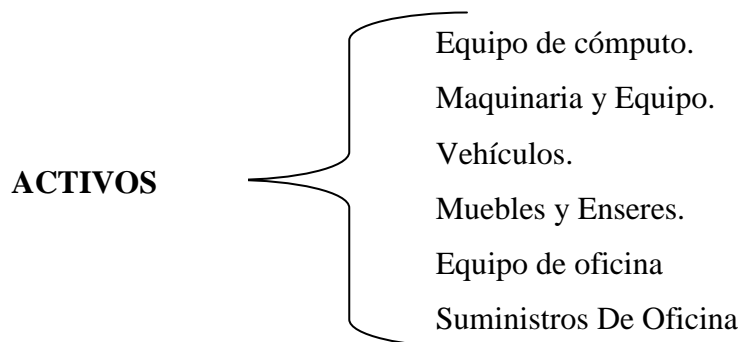 Equipo de cómputo.
Maquinaria y Equipo.
Vehículos.
ACTIVOS
Muebles y Enseres.
Equipo de oficina
Suministros De Oficina